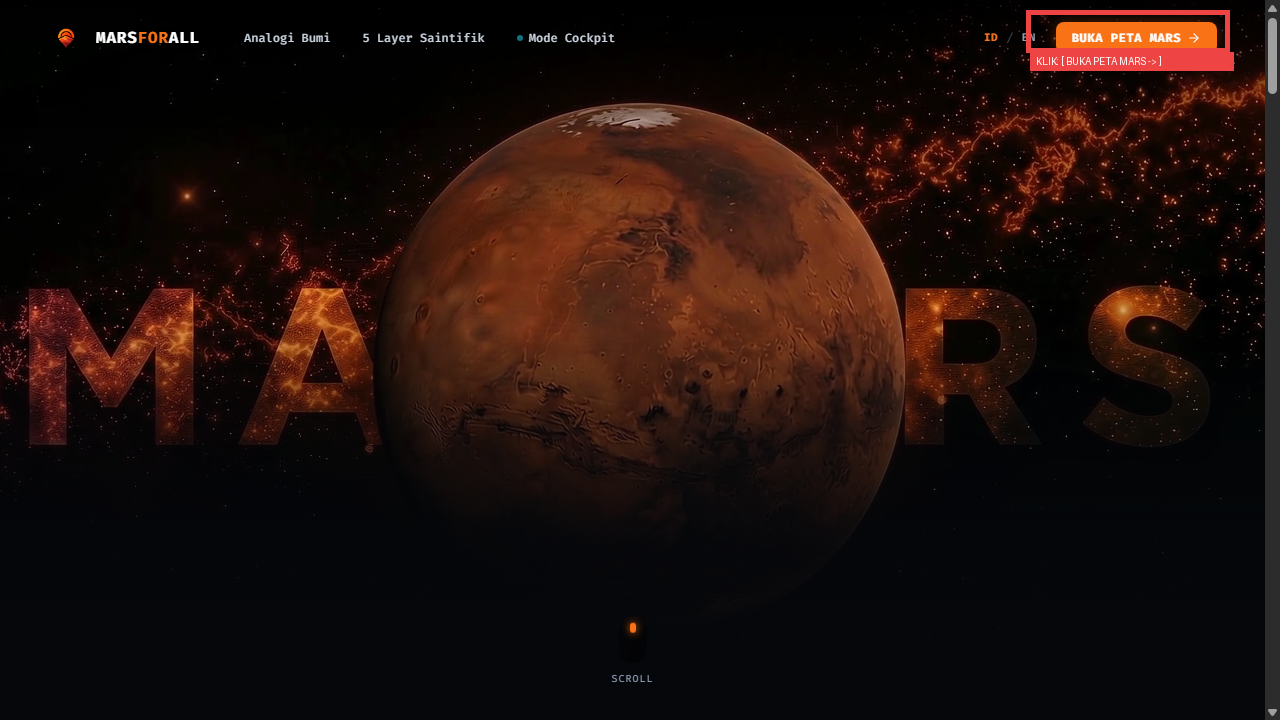 MARSFORALL
Analogi Bumi
5 Layer Saintifik
Mode Cockpit
ID / EN
BUKA PETA MARS →
KLIK: [ BUKA PETA MARS -> ]
MARS
SCROLL